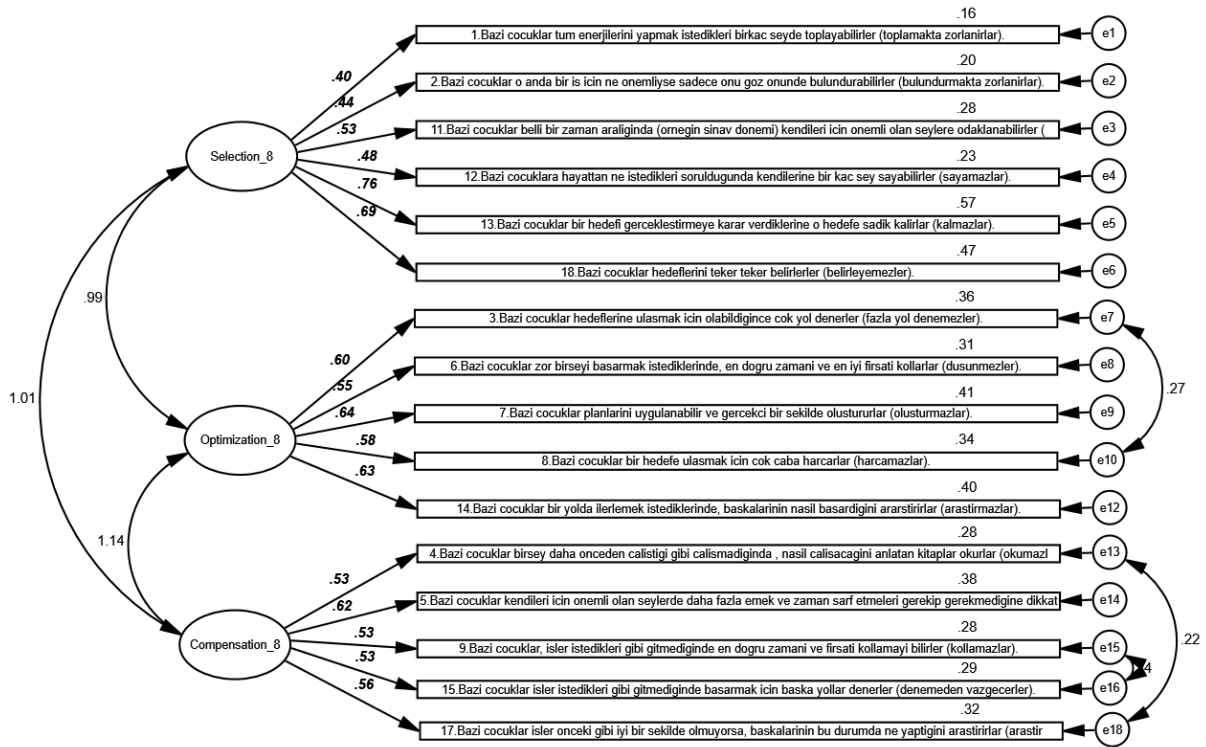 .16
1.Bazi cocuklar tum enerjilerini yapmak istedikleri birkac seyde toplayabilirler (toplamakta zorlanirlar).
e1
.40
.20
2.Bazi cocuklar o anda bir is icin ne onemliyse sadece onu goz onunde bulundurabilirler (bulundurmakta zorlanirlar).
e2
.44
.28
11.Bazi cocuklar belli bir zaman araliginda (ornegin sinav donemi) kendileri icin onemli olan seylere odaklanabilirler (
e3
.53
Selection_8
.23
12.Bazi cocuklara hayattan ne istedikleri soruldugunda kendilerine bir kac sey sayabilirler (sayamazlar).
e4
.48
.57
13.Bazi cocuklar bir hedefi gerceklestirmeye karar verdiklerine o hedefe sadik kalirlar (kalmazlar).
e5
.76
.47
18.Bazi cocuklar hedeflerini teker teker belirlerler (belirleyemezler).
e6
.69
.99
.36
3.Bazi cocuklar hedeflerine ulasmak icin olabildigince cok yol denerler (fazla yol denemezler).
e7
.60
.31
6.Bazi cocuklar zor birseyi basarmak istediklerinde, en dogru zamani ve en iyi firsati kollarlar (dusunmezler).
e8
.55
.27
1.01
.41
7.Bazi cocuklar planlarini uygulanabilir ve gercekci bir sekilde olustururlar (olusturmazlar).
e9
.64
Optimization_8
.34
8.Bazi cocuklar bir hedefe ulasmak icin cok caba harcarlar (harcamazlar).
e10
.58
.40
14.Bazi cocuklar bir yolda ilerlemek istediklerinde, baskalarinin nasil basardigini ararstirirlar (arastirmazlar).
e12
.63
1.14
.28
4.Bazi cocuklar birsey daha onceden calistigi gibi calismadiginda , nasil calisacagini anlatan kitaplar okurlar (okumazl
e13
.53
.38
5.Bazi cocuklar kendileri icin onemli olan seylerde daha fazla emek ve zaman sarf etmeleri gerekip gerekmedigine dikkat
e14
.62
.28
9.Bazi cocuklar, isler istedikleri gibi gitmediginde en dogru zamani ve firsati kollamayi bilirler (kollamazlar).
e15
.53
.22
Compensation_8
.29
15.Bazi cocuklar isler istedikleri gibi gitmediginde basarmak icin baska yollar denerler (denemeden vazgecerler).
e16
.53
.32
17.Bazi cocuklar isler onceki gibi iyi bir sekilde olmuyorsa, baskalarinin bu durumda ne yaptigini arastirirlar (arastir
e18
.56